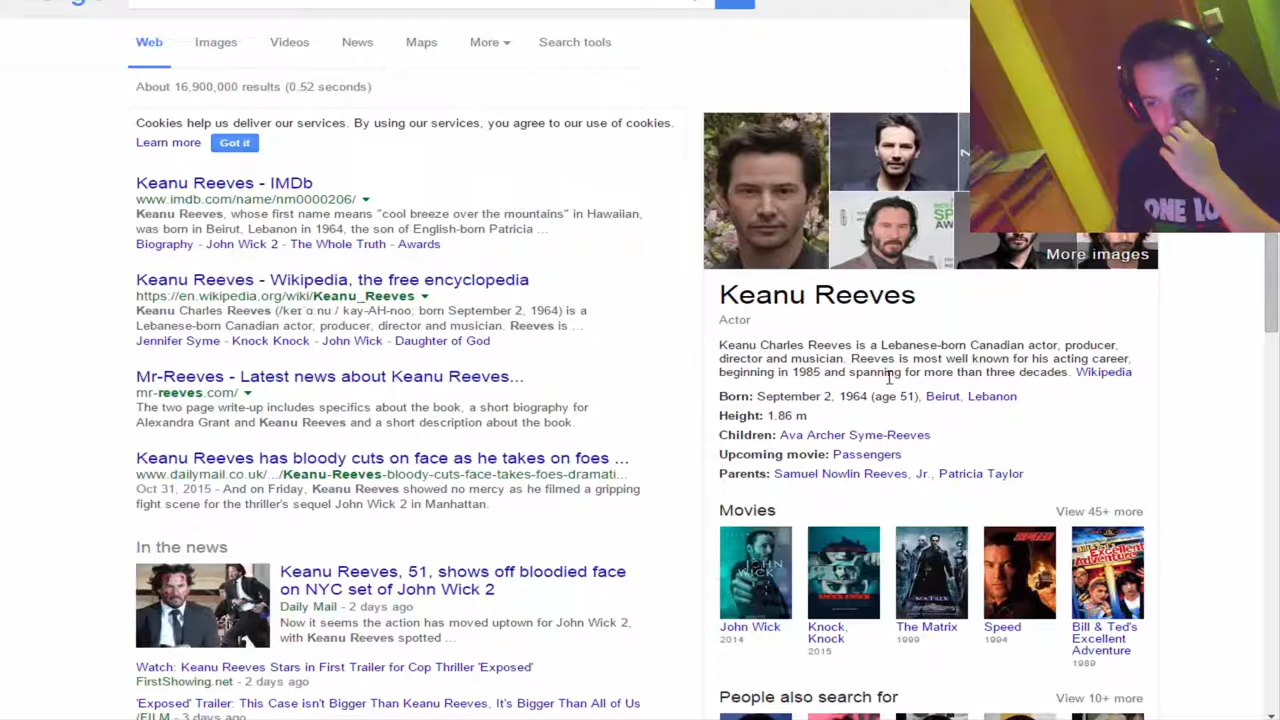 Web Images Videos News Maps More Search tools
About 16,900,000 results (0.52 seconds)
Cookies help us deliver our services. By using our services, you agree to our use of cookies.
Learn more Got it
Keanu Reeves - IMDb
www.imdb.com/name/nm0000206/
Keanu Reeves, whose first name means "cool breeze over the mountains" in Hawaiian,
was born in Beirut, Lebanon in 1964, the son of English-born Patricia ...
Biography - John Wick 2 - The Whole Truth - Awards
Keanu Reeves - Wikipedia, the free encyclopedia
https://en.wikipedia.org/wiki/Keanu_Reeves
Keanu Charles Reeves (/keɪˈɑːnuː/ kay-AH-noo; born September 2, 1964) is a
Lebanese-born Canadian actor, producer, director and musician. Reeves is ...
Jennifer Syme - Knock Knock - John Wick - Daughter of God
Mr-Reeves - Latest news about Keanu Reeves...
mr-reeves.com/
The two page write-up includes specifics about the book, a short biography for
Alexandra Grant and Keanu Reeves and a short description about the book.
Keanu Reeves has bloody cuts on face as he takes on foes ...
www.dailymail.co.uk/.../Keanu-Reeves-bloody-cuts-face-takes-foes-dramati...
Oct 31, 2015 - And on Friday, Keanu Reeves showed no mercy as he filmed a gripping
fight scene for the thriller's sequel John Wick 2 in Manhattan.
In the news
Keanu Reeves, 51, shows off bloodied face
on NYC set of John Wick 2
Daily Mail - 2 days ago
Now it seems the action has moved uptown for John Wick 2,
with Keanu Reeves spotted ...
Watch: Keanu Reeves Stars in First Trailer for Cop Thriller 'Exposed'
FirstShowing.net - 2 days ago
'Exposed' Trailer: This Case isn't Bigger Than Keanu Reeves, It's Bigger Than All of Us
/FILM - 3 days ago
More images
Keanu Reeves
Actor
Keanu Charles Reeves is a Lebanese-born Canadian actor, producer,
director and musician. Reeves is most well known for his acting career,
beginning in 1985 and spanning for more than three decades. Wikipedia
Born: September 2, 1964 (age 51), Beirut, Lebanon
Height: 1.86 m
Children: Ava Archer Syme-Reeves
Upcoming movie: Passengers
Parents: Samuel Nowlin Reeves, Jr., Patricia Taylor
Movies View 45+ more
John Wick
2014
Knock,
Knock
2015
The Matrix
1999
Speed
1994
Bill & Ted's
Excellent
Adventure
1989
People also search for View 10+ more
ONE LO